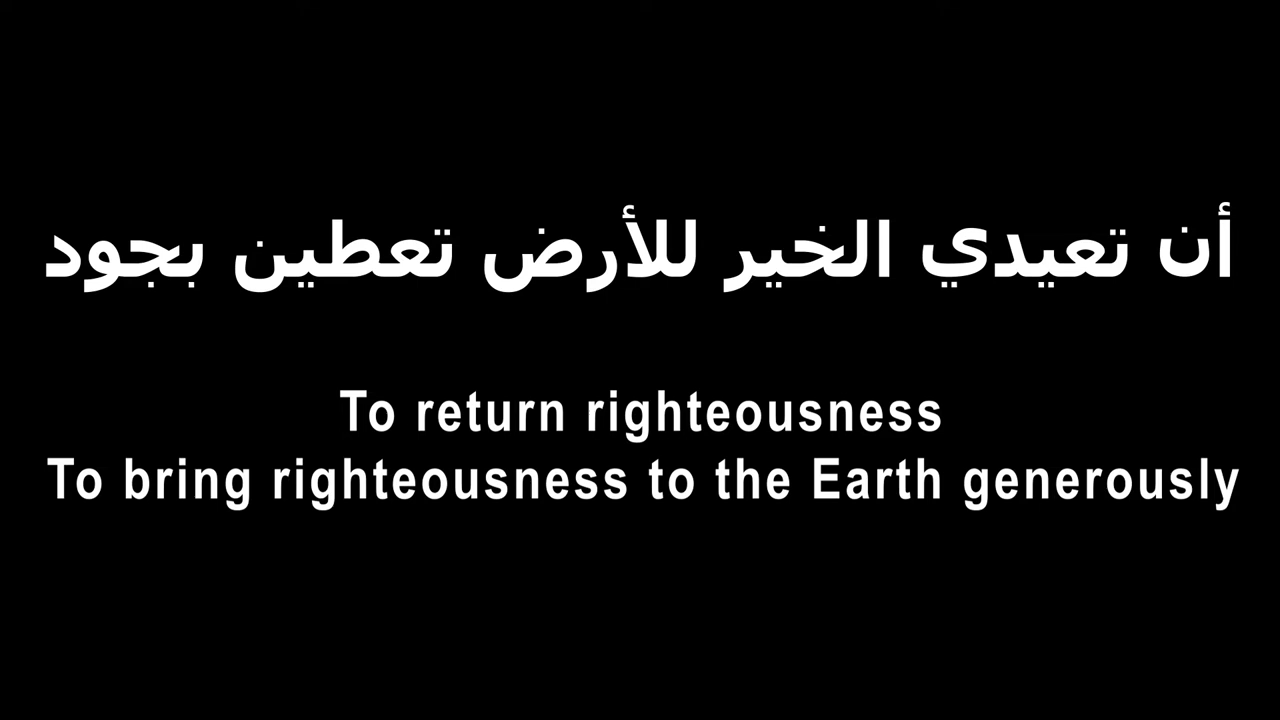 أن تعيدي الخير للأرض تعطين بجود
To return righteousness
To bring righteousness to the Earth generously